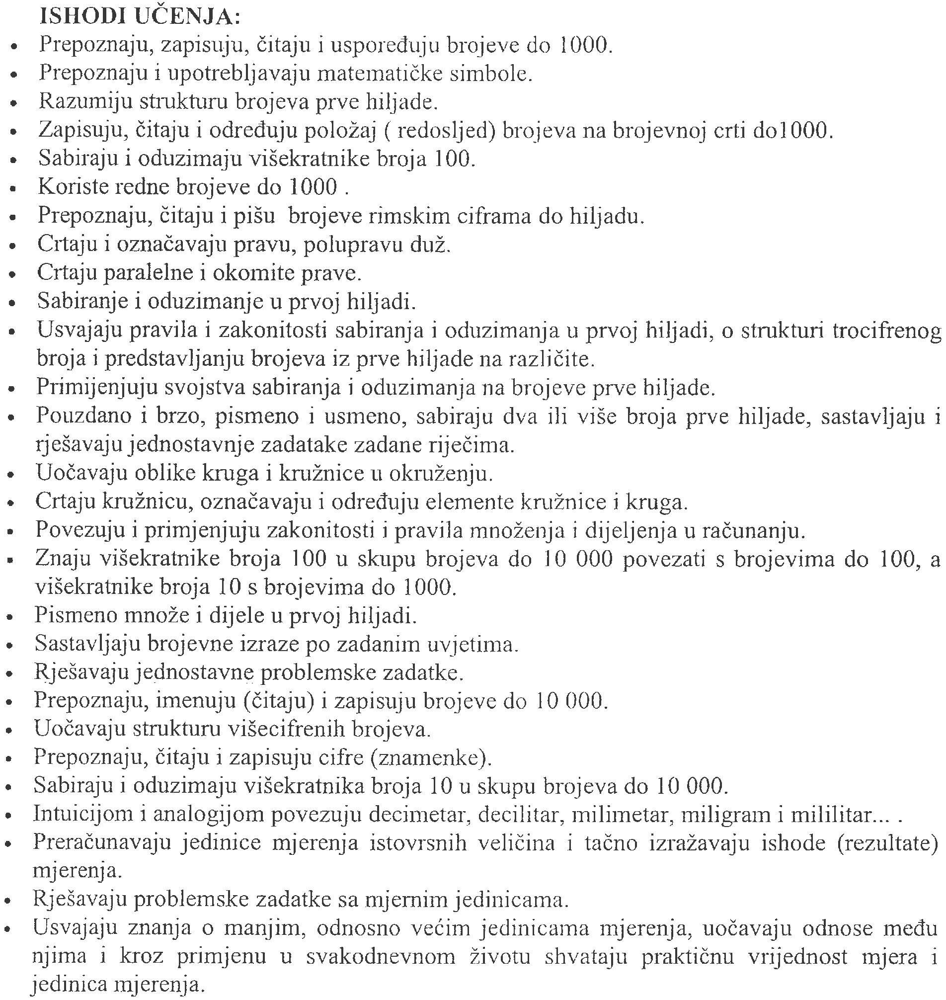 ISHODI UČENJA:
• Prepoznaju, zapisuju, čitaju i uspoređuju brojeve do 1000.
• Prepoznaju i upotrebljavaju matematičke simbole.
• Razumiju strukturu brojeva prve hiljade.
• Zapisuju, čitaju i određuju položaj ( redosljed) brojeva na brojevnoj crti do1000.
• Sabiraju i oduzimaju višekratnike broja 100.
• Koriste redne brojeve do 1000 .
• Prepoznaju, čitaju i pišu brojeve rimskim ciframa do hiljadu.
• Crtaju i označavaju pravu, polupravu duž.
• Crtaju paralelne i okomite prave.
• Sabiranje i oduzimanje u prvoj hiljadi.
• Usvajaju pravila i zakonitosti sabiranja i oduzimanja u prvoj hiljadi, o strukturi trocifrenog
broja i predstavljanju brojeva iz prve hiljade na različite.
• Primijenjuju svojstva sabiranja i oduzimanja na brojeve prve hiljade.
• Pouzdano i brzo, pismeno i usmeno, sabiraju dva ili više broja prve hiljade, sastavljaju i
rješavaju jednostavnje zadatake zadane riječima.
• Uočavaju oblike kruga i kružnice u okruženju.
• Crtaju kružnicu, označavaju i određuju elemente kružnice i kruga.
• Povezuju i primjenjuju zakonitosti i pravila množenja i dijeljenja u računanju.
• Znaju višekratnike broja 100 u skupu brojeva do 10 000 povezati s brojevima do 100, a
višekratnike broja 10 s brojevima do 1000.
• Pismeno množe i dijele u prvoj hiljadi.
• Sastavljaju brojevne izraze po zadanim uvjetima.
• Rješavaju jednostavne problemske zadatke.
• Prepoznaju, imenuju (čitaju) i zapisuju brojeve do 10 000.
• Uočavaju strukturu višecifrenih brojeva.
• Prepoznaju, čitaju i zapisuju cifre (znamenke).
• Sabiraju i oduzimaju višekratnika broja 10 u skupu brojeva do 10 000.
• Intuicijom i analogijom povezuju decimetar, decilitar, milimetar, miligram i mililitar... .
• Preračunavaju jedinice mjerenja istovrsnih veličina i tačno izražavaju ishode (rezultate)
mjerenja.
• Rješavaju problemske zadatke sa mjernim jedinicama.
• Usvajaju znanja o manjim, odnosno većim jedinicama mjerenja, uočavaju odnose među
njima i kroz primjenu u svakodnevnom životu shvataju praktičnu vrijednost mjera i
jedinica mjerenja.